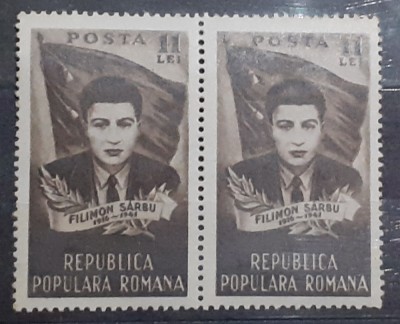 POSTA 11
LEI
FILIMON SÂRBU
1916-1941
REPUBLICA
POPULARA ROMANA
POSTA 11
LEI
FILIMON SÂRBU
1916-1941
REPUBLICA
POPULARA ROMANA